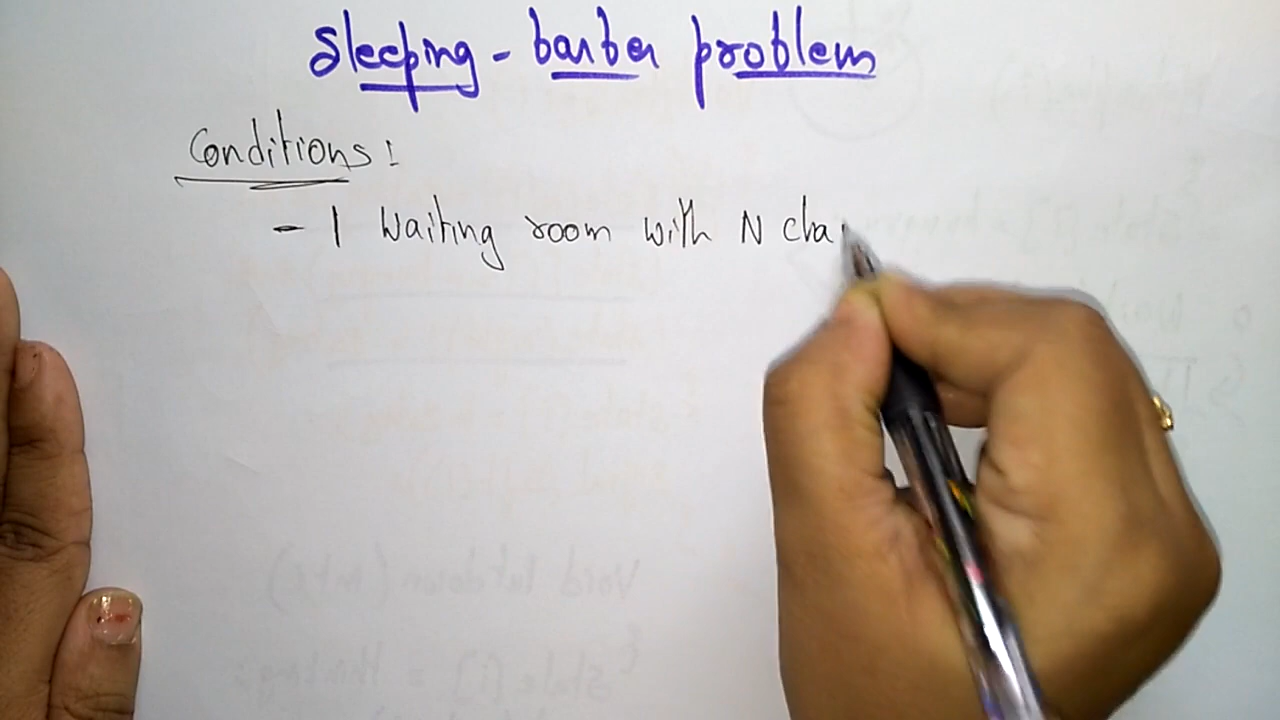 Sleeping - barber problem
Conditions:
- 1 Waiting room with N cha